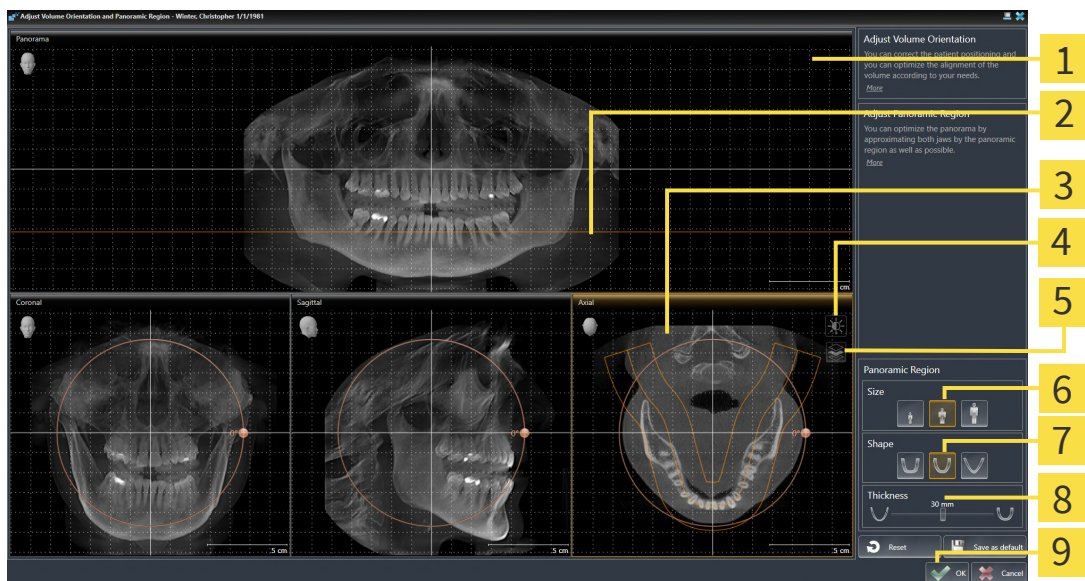 Adjust Volume Orientation and Panoramic Region - Winter, Christopher 1/1/1981
Panorama
cm
Coronal
0°
.5 cm
Sagittal
0°
.5 cm
Axial
0°
.5 cm
Adjust Volume Orientation
You can correct the patient positioning and
you can optimize the alignment of the
volume according to your needs.
More
Adjust Panoramic Region
You can optimize the panorama by
approximating both jaws by the panoramic
region as well as possible.
More
Panoramic Region
Size
Shape
Thickness
30 mm
Reset
Save as default
OK
Cancel
1
2
3
4
5
6
7
8
9